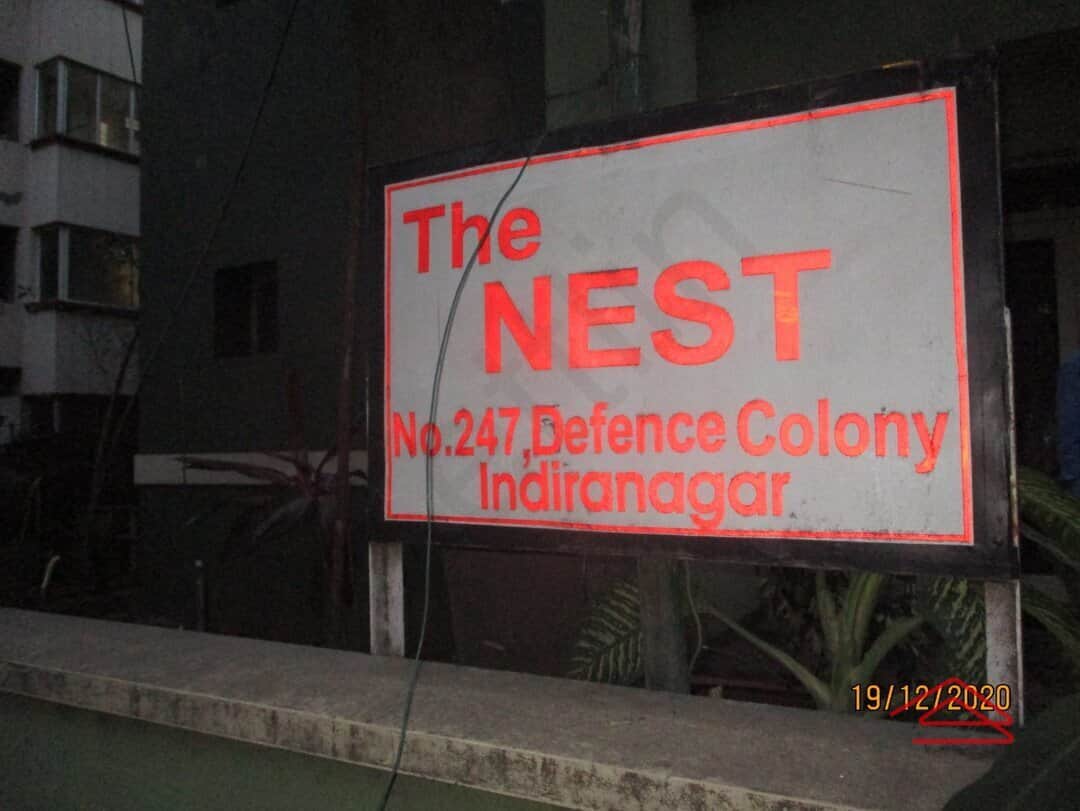 The
NEST
No.247,Defence Colony
Indiranagar
19/12/2020